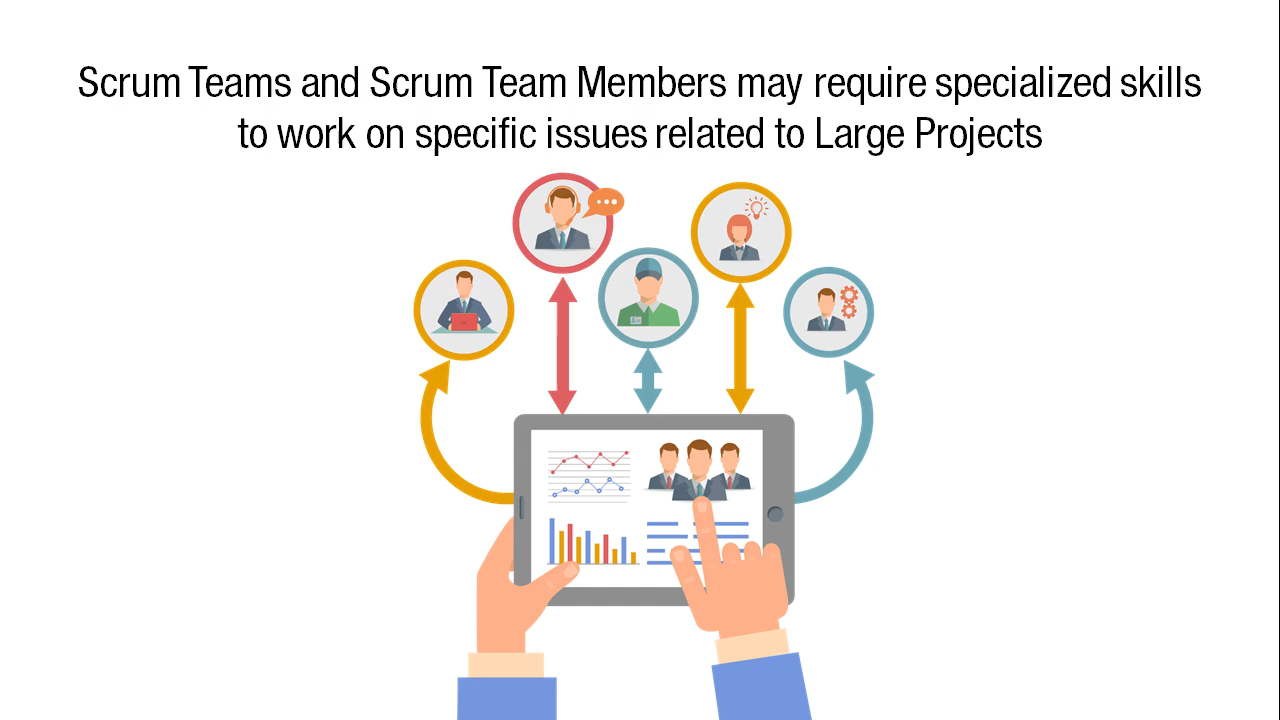 Scrum Teams and Scrum Team Members may require specialized skills
to work on specific issues related to Large Projects